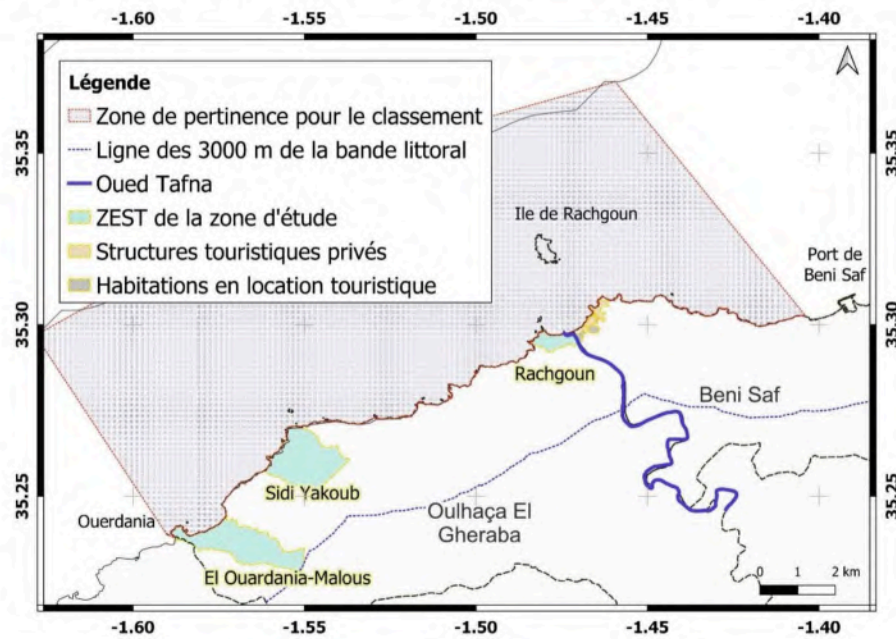 -1.60 -1.55 -1.50 -1.45 -1.40
Légende
Zone de pertinence pour le classement
Ligne des 3000 m de la bande littoral
Oued Tafna
ZEST de la zone d'étude
Structures touristiques privés
Habitations en location touristique
35.35
35.35
Ile de Rachgoun
Port de
Beni Saf
35.30
35.30
Rachgoun
Beni Saf
Sidi Yakoub
35.25
35.25
Ouerdania
Oulhaça El
Gheraba
El Ouardania-Malous
0 1 2 km
-1.60 -1.55 -1.50 -1.45 -1.40